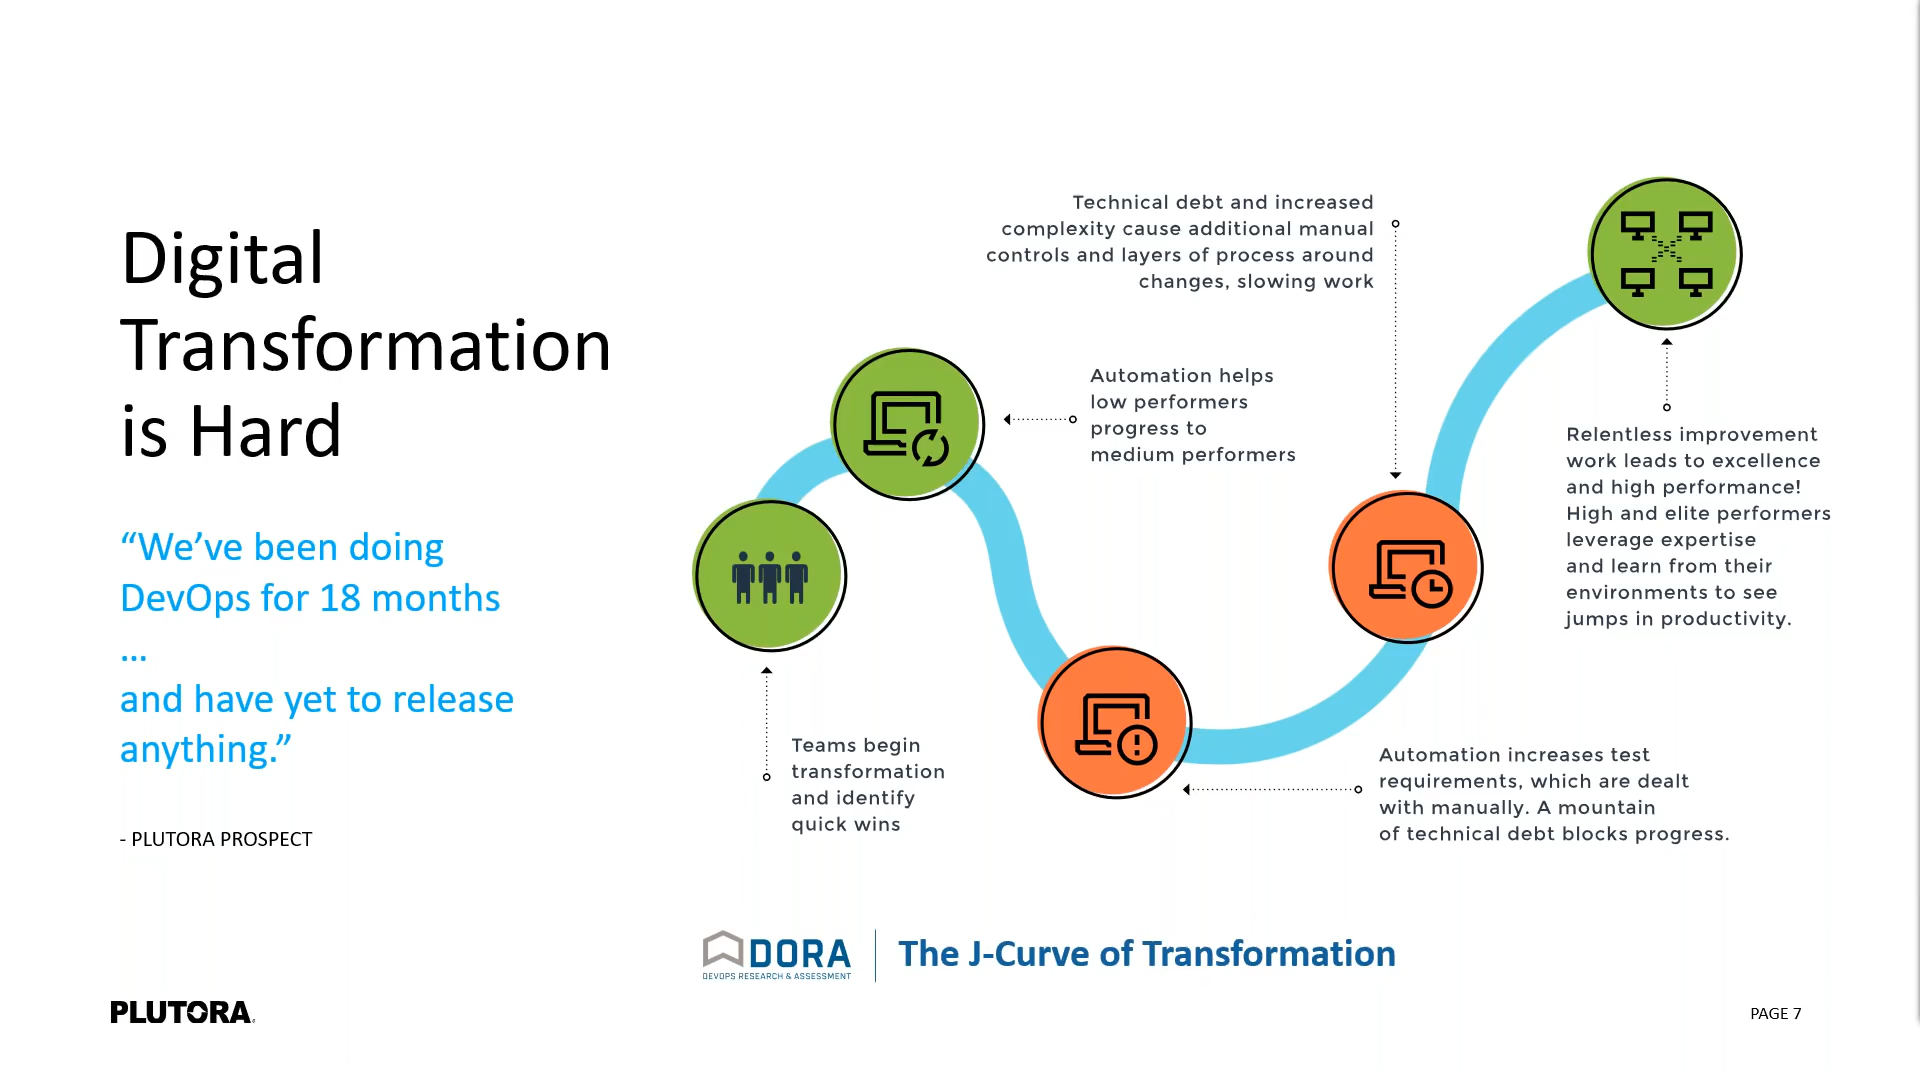 Digital
Transformation
is Hard
“We’ve been doing
DevOps for 18 months
...
and have yet to release
anything.”
- PLUTORA PROSPECT
Technical debt and increased
complexity cause additional manual
controls and layers of process around
changes, slowing work
Automation helps
low performers
progress to
medium performers
Relentless improvement
work leads to excellence
and high performance!
High and elite performers
leverage expertise
and learn from their
environments to see
jumps in productivity.
Teams begin
transformation
and identify
quick wins
Automation increases test
requirements, which are dealt
with manually. A mountain
of technical debt blocks progress.
DORA
DEVOPS RESEARCH & ASSESSMENT
The J-Curve of Transformation
PLUTORA
PAGE 7